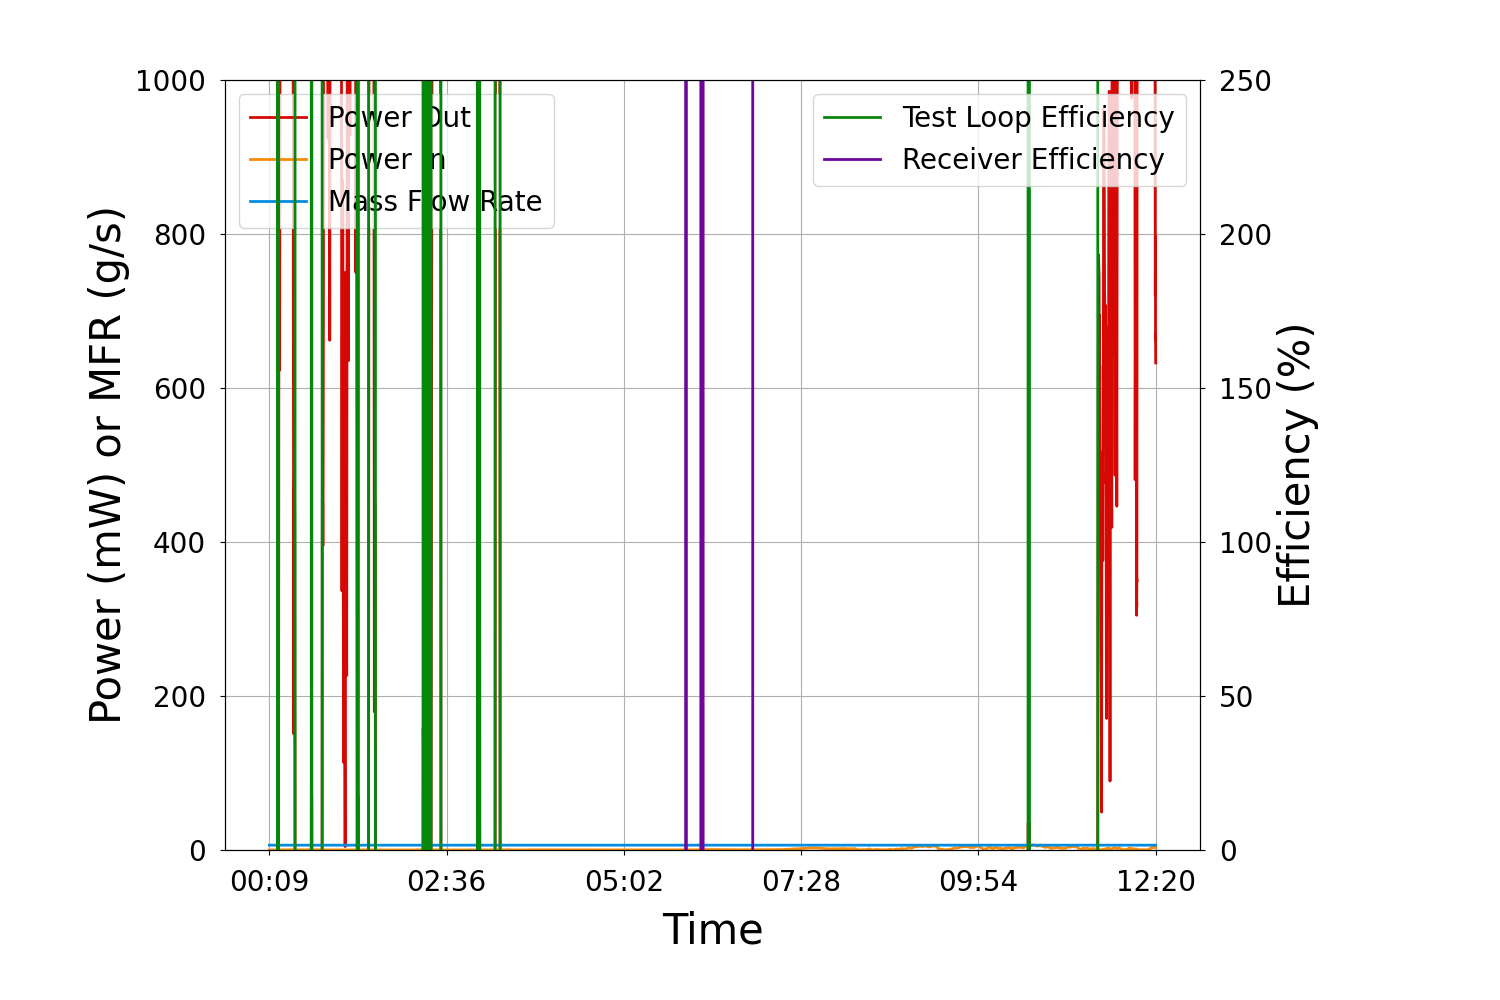 1000
800
600
400
200
0
Power (mW) or MFR (g/s)
Power Out
Power In
Mass Flow Rate
Test Loop Efficiency
Receiver Efficiency
250
200
150
100
50
0
Efficiency (%)
00:09 02:36 05:02 07:28 09:54 12:20
Time